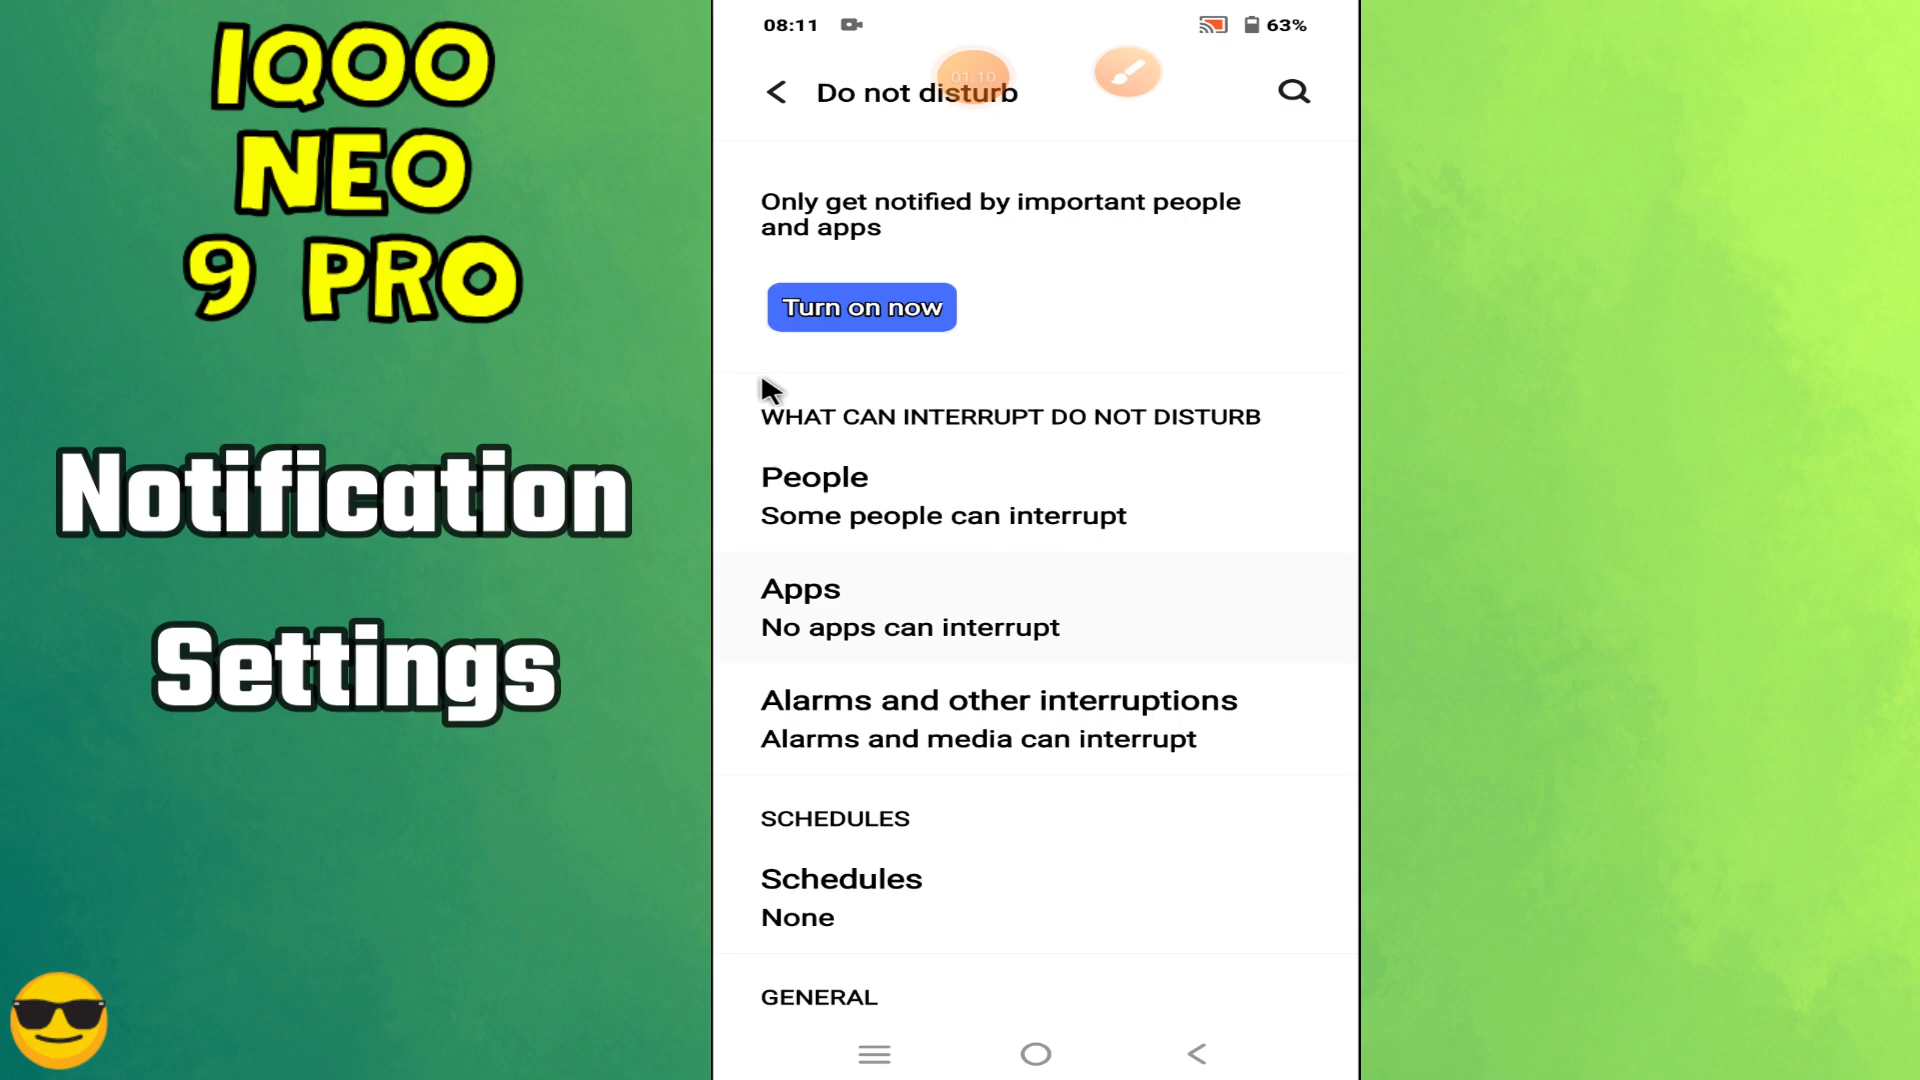 IQOO
NEO
9 PRO
Notification
Settings
08:11
63%
01:10
Do not disturb
Only get notified by important people
and apps
Turn on now
WHAT CAN INTERRUPT DO NOT DISTURB
People
Some people can interrupt
Apps
No apps can interrupt
Alarms and other interruptions
Alarms and media can interrupt
SCHEDULES
Schedules
None
GENERAL